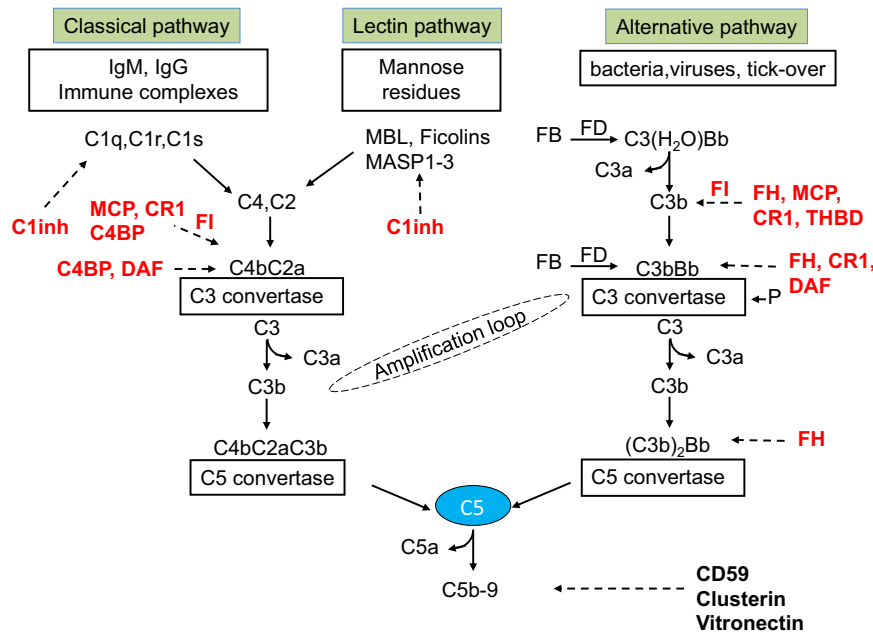 Classical pathway
Lectin pathway
Alternative pathway
IgM, IgG
Immune complexes
Mannose
residues
bacteria,viruses, tick-over
C1q,C1r,C1s
MBL, Ficolins
MASP1-3
FB
FD
C3(H₂O)Bb
C3a
C1inh
MCP, CR1
C4BP
FI
C4,C2
C1inh
C3b
FI
FH, MCP,
CR1, THBD
C4BP, DAF
C4bC2a
C3 convertase
FB
FD
C3bBb
C3 convertase
FH, CR1,
DAF
P
Amplification loop
C3
C3a
C3b
C3
C3a
C3b
C4bC2aC3b
C5 convertase
(C3b)₂Bb
C5 convertase
FH
C5
C5a
C5b-9
CD59
Clusterin
Vitronectin